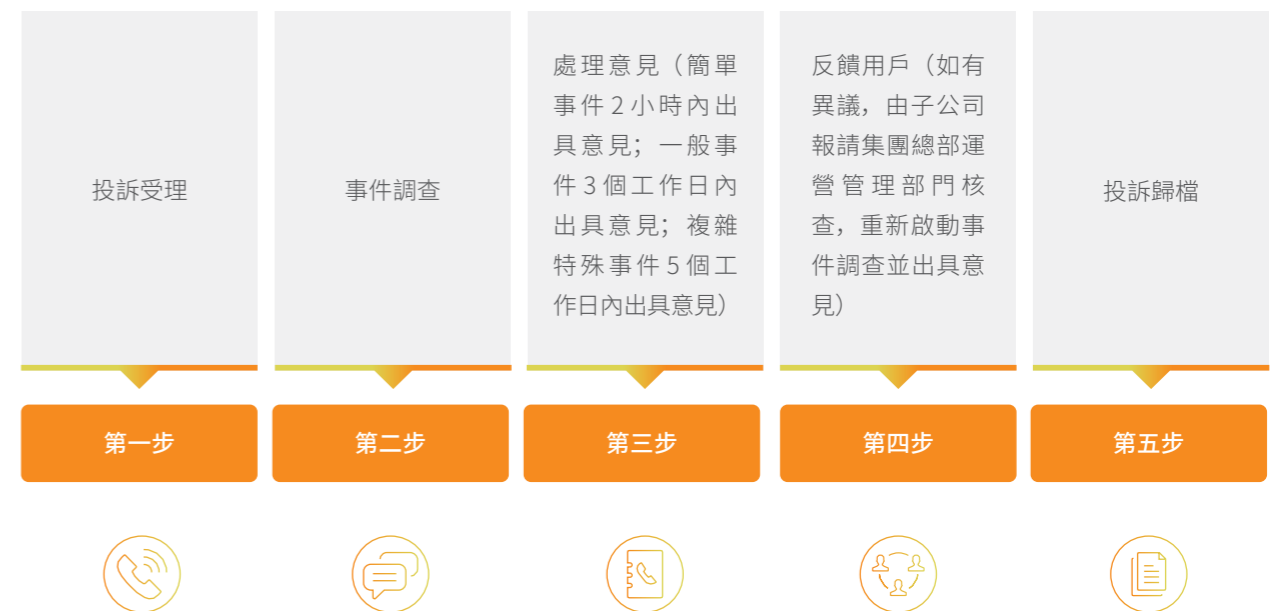 投訴受理
事件調查
處理意見（簡單
事件2小時內出
具意見；一般事
件3個工作日內
出具意見；複雜
特殊事件5個工
作日內出具意見）
反饋用戶（如有
異議，由子公司
報請集團總部運
營管理部門核
查，重新啟動事
件調查並出具意
見）
投訴歸檔
第一步
第二步
第三步
第四步
第五步